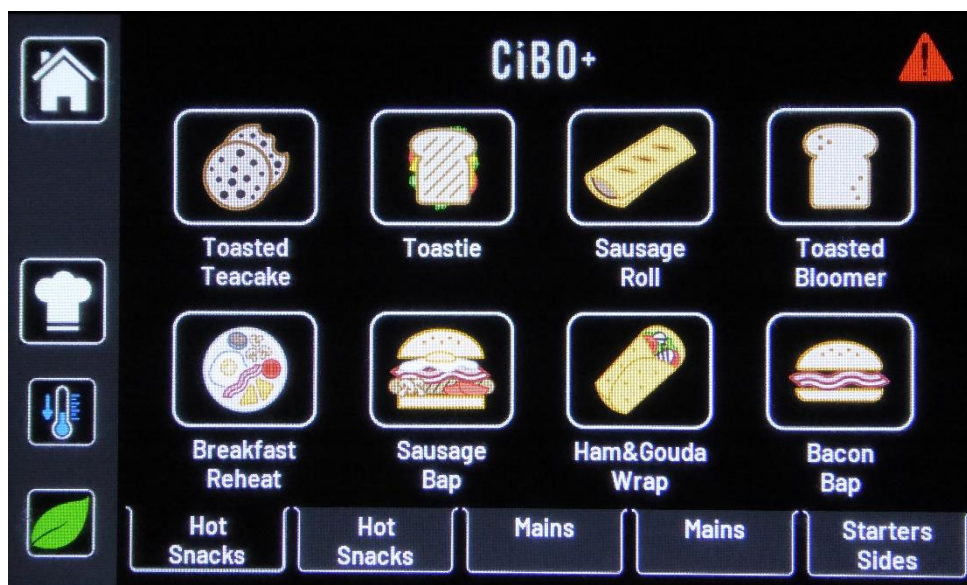 CiBO+
Toasted
Teacake
Toastie
Sausage
Roll
Toasted
Bloomer
Breakfast
Reheat
Sausage
Bap
Ham&Gouda
Wrap
Bacon
Bap
Hot
Snacks
Hot
Snacks
Mains
Mains
Starters
Sides